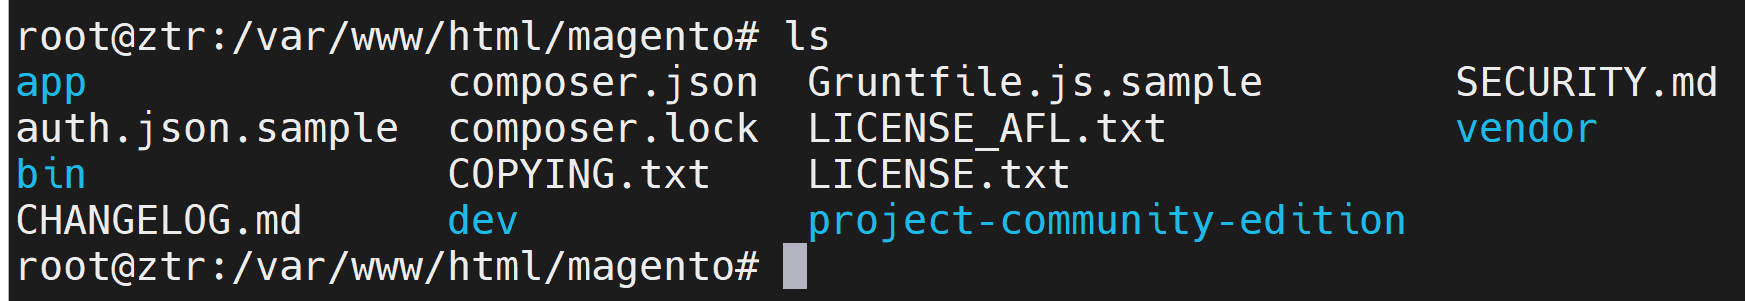 root@ztr:/var/www/html/magento# ls
app composer.json Gruntfile.js.sample SECURITY.md
auth.json.sample composer.lock LICENSE_AFL.txt vendor
bin COPYING.txt LICENSE.txt
CHANGELOG.md dev project-community-edition
root@ztr:/var/www/html/magento#